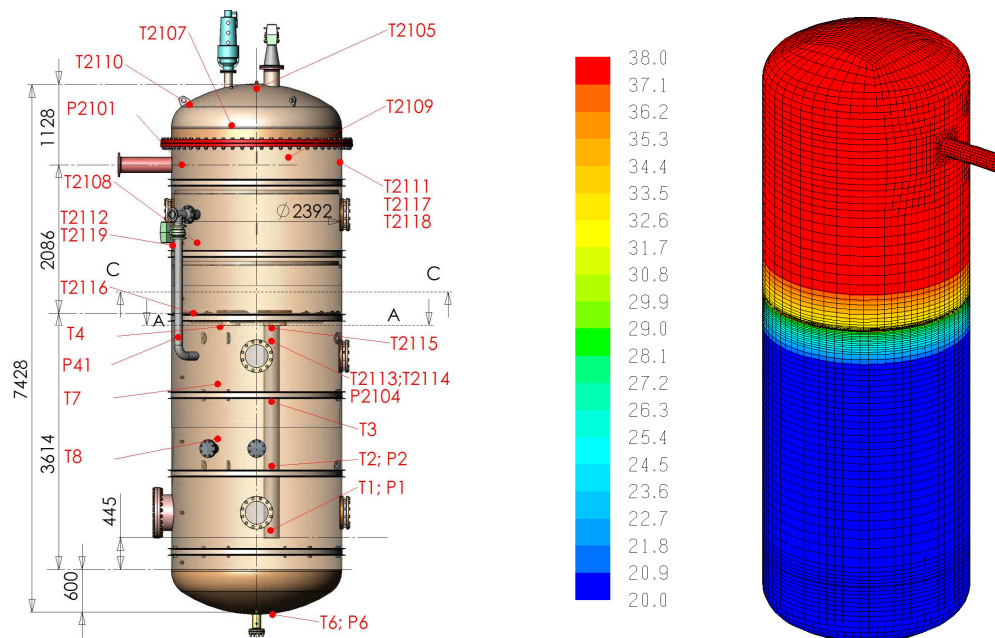 T2107
T2105
T2110
P2101
T2109
1128
T2108
T2112
T2119
Ø2392
T2111
T2117
T2118
2086
C
C
T2116
A
A
T4
T2115
P41
T2113;T2114
P2104
T7
7428
T3
3614
T8
T2; P2
445
T1; P1
600
T6; P6
38.0
37.1
36.2
35.3
34.4
33.5
32.6
31.7
30.8
29.9
29.0
28.1
27.2
26.3
25.4
24.5
23.6
22.7
21.8
20.9
20.0